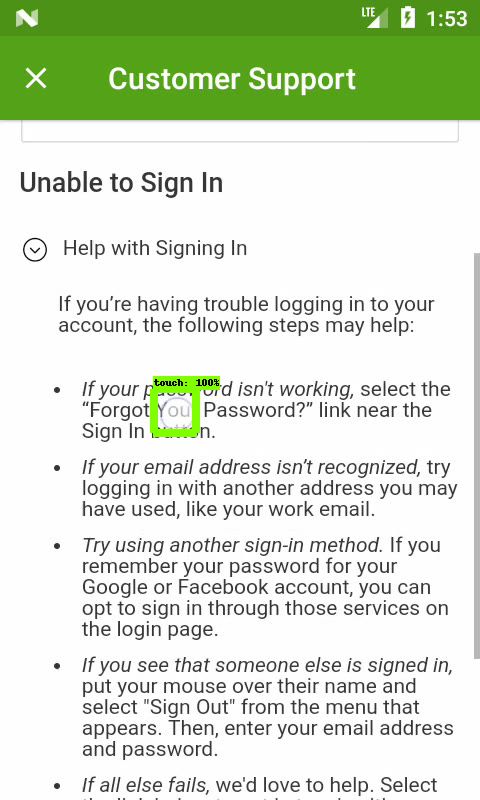 LTE 1:53
Customer Support
Unable to Sign In
Help with Signing In
If you’re having trouble logging in to your
account, the following steps may help:
touch: 100%
• If your password isn't working, select the
“Forgot You Password?” link near the
Sign In button.
• If your email address isn’t recognized, try
logging in with another address you may
have used, like your work email.
• Try using another sign-in method. If you
remember your password for your
Google or Facebook account, you can
opt to sign in through those services on
the login page.
• If you see that someone else is signed in,
put your mouse over their name and
select "Sign Out" from the menu that
appears. Then, enter your email address
and password.
• If all else fails, we'd love to help. Select